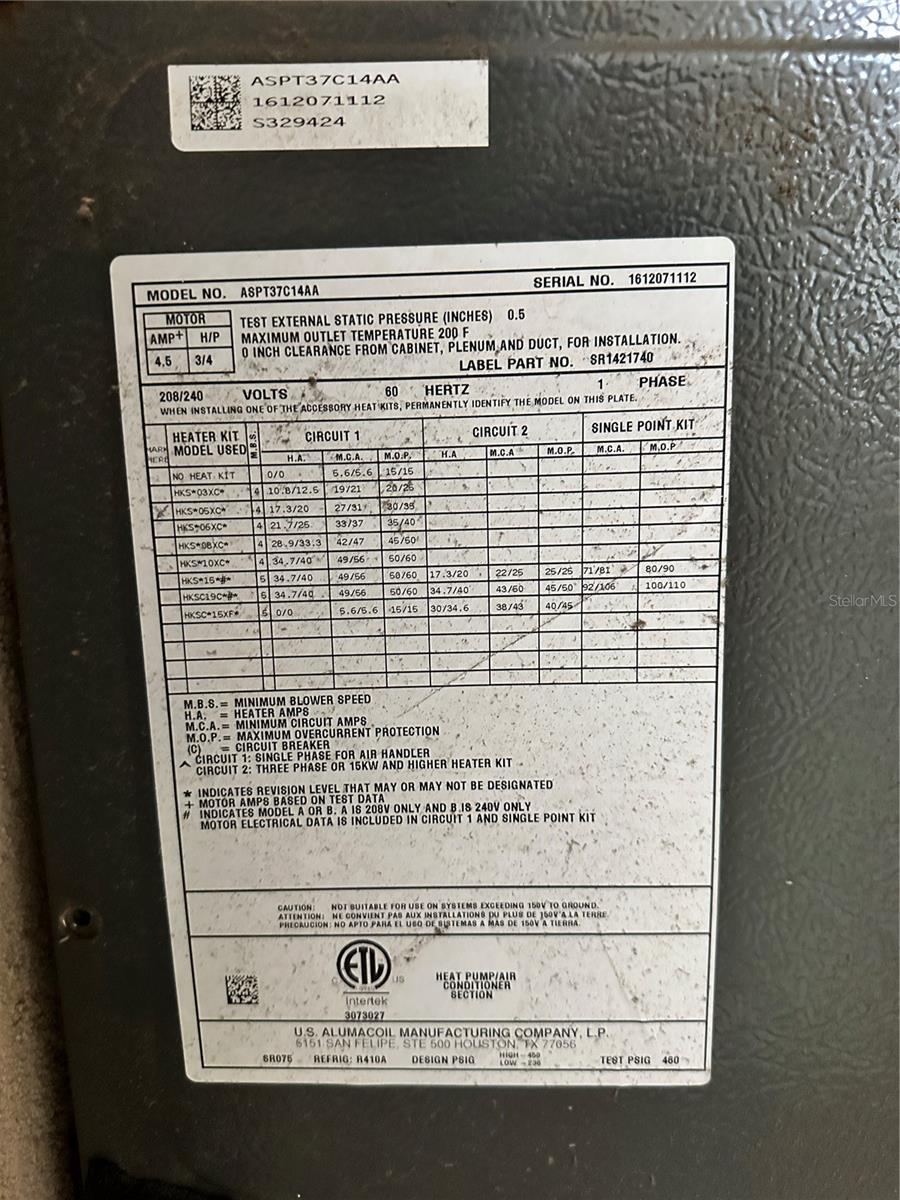 ASPT37C14AA
1612071112
S329424
MODEL NO. ASPT37C14AA SERIAL NO. 1612071112
MOTOR
AMP+ H/P
4.5 3/4
TEST EXTERNAL STATIC PRESSURE (INCHES) 0.5
MAXIMUM OUTLET TEMPERATURE 200 F
0 INCH CLEARANCE FROM CABINET, PLENUM AND DUCT, FOR INSTALLATION.
LABEL PART NO. SR1421740
208/240 VOLTS 60 HERTZ 1 PHASE
WHEN INSTALLING ONE OF THE ACCESSORY HEAT KITS, PERMANENTLY IDENTIFY THE MODEL ON THIS PLATE.
MARK HERE HEATER KIT MODEL USED M.B.S. CIRCUIT 1 CIRCUIT 2 SINGLE POINT KIT
H.A. M.C.A. M.O.P. H.A M.C.A M.O.P. M.C.A. M.O.P
NO HEAT KIT 0/0 5.6/5.6 15/15
HKS*03XC* 4 10.8/12.5 19/21 20/25
HKS*05XC* 4 17.3/20 27/31 30/35
HKS*06XC* 4 21.7/25 33/37 35/40
HKS*08XC* 4 28.9/33.3 42/47 45/50
HKS*10XC* 4 34.7/40 49/56 50/60
HKS*15*#* 5 34.7/40 49/56 50/60 17.3/20 22/25 25/25 71/81 80/90
HKSC19C*#* 5 34.7/40 49/56 50/60 34.7/40 43/50 45/50 92/106 100/110
HKSC*15XF* 5 0/0 5.6/5.6 15/15 30/34.6 38/43 40/45
M.B.S.= MINIMUM BLOWER SPEED
H.A. = HEATER AMPS
M.C.A.= MINIMUM CIRCUIT AMPS
M.O.P.= MAXIMUM OVERCURRENT PROTECTION
(C) = CIRCUIT BREAKER
CIRCUIT 1: SINGLE PHASE FOR AIR HANDLER
^ CIRCUIT 2: THREE PHASE OR 15KW AND HIGHER HEATER KIT
* INDICATES REVISION LEVEL THAT MAY OR MAY NOT BE DESIGNATED
+ MOTOR AMPS BASED ON TEST DATA
# INDICATES MODEL A OR B. A IS 208V ONLY AND B IS 240V ONLY
MOTOR ELECTRICAL DATA IS INCLUDED IN CIRCUIT 1 AND SINGLE POINT KIT
CAUTION: NOT SUITABLE FOR USE ON SYSTEMS EXCEEDING 150V TO GROUND.
ATTENTION: NE CONVIENT PAS AUX INSTALLATIONS DU PLUS DE 150V A LA TERRE.
PRECAUCION: NO APTO PARA EL USO DE SISTEMAS A MAS DE 150V A TIERRA.
C ETL US
Intertek
3073027
HEAT PUMP/AIR
CONDITIONER
SECTION
U.S. ALUMACOIL MANUFACTURING COMPANY, L.P.
5151 SAN FELIPE, STE 500 HOUSTON, TX 77056
SR075 REFRIG: R410A DESIGN PSIG HIGH - 450 LOW - 236 TEST PSIG 460
StellarMLS